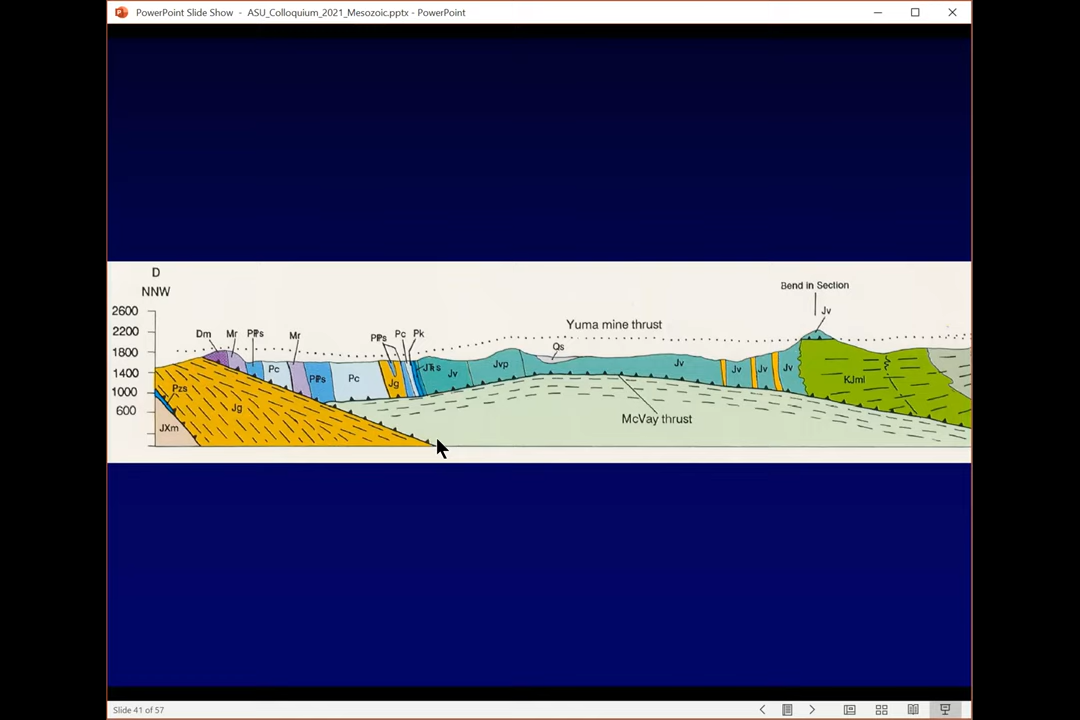 PowerPoint Slide Show - ASU_Colloquium_2021_Mesozoic.pptx - PowerPoint
D
NNW
Bend in Section
2600
2200
1800
1400
1000
600
Yuma mine thrust
Jv
Dm
Mr
Mr
Pc
Pk
Qs
Pc
Pc
Jg
Jv
Jvp
Jv
Jv
Jv
Jv
KJml
Pzs
Jg
McVay thrust
JXm
Slide 41 of 57